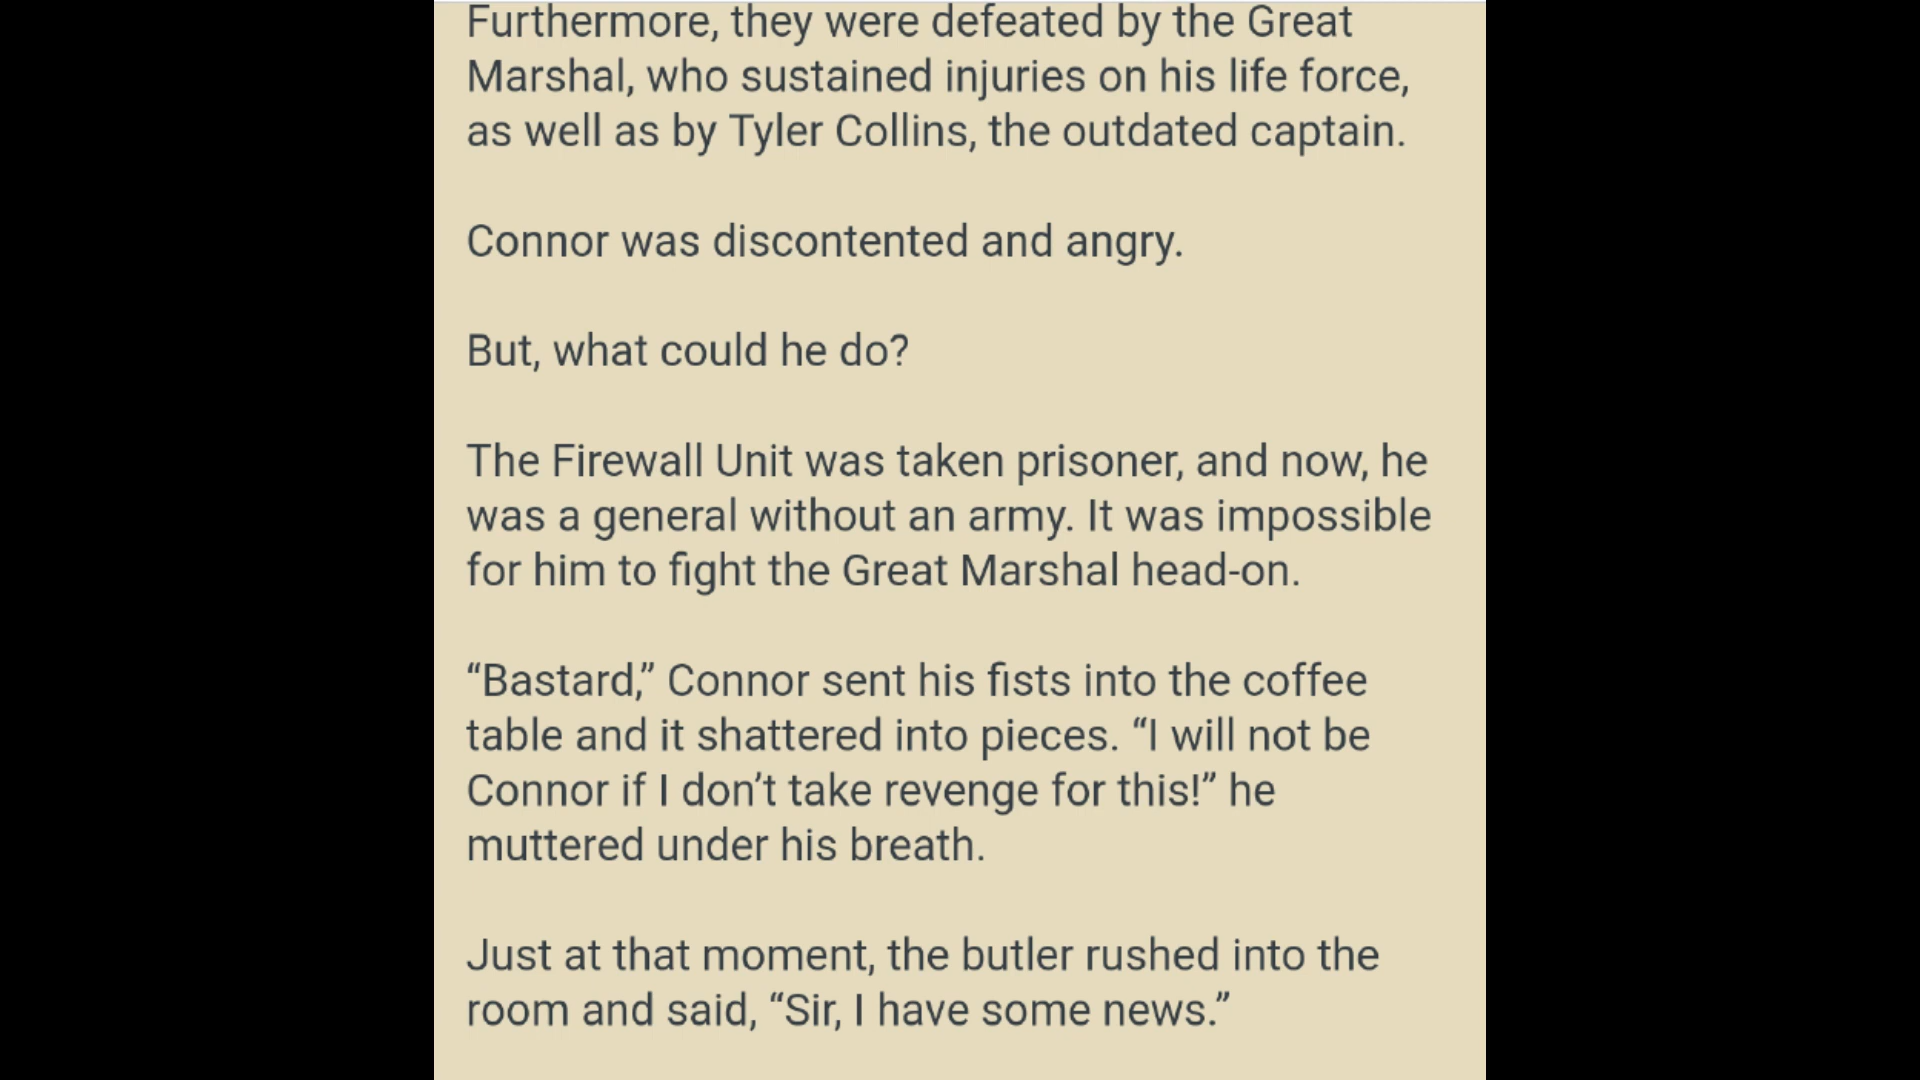 Furthermore, they were defeated by the Great
Marshal, who sustained injuries on his life force,
as well as by Tyler Collins, the outdated captain.
Connor was discontented and angry.
But, what could he do?
The Firewall Unit was taken prisoner, and now, he
was a general without an army. It was impossible
for him to fight the Great Marshal head-on.
“Bastard,” Connor sent his fists into the coffee
table and it shattered into pieces. “I will not be
Connor if I don’t take revenge for this!” he
muttered under his breath.
Just at that moment, the butler rushed into the
room and said, “Sir, I have some news.”